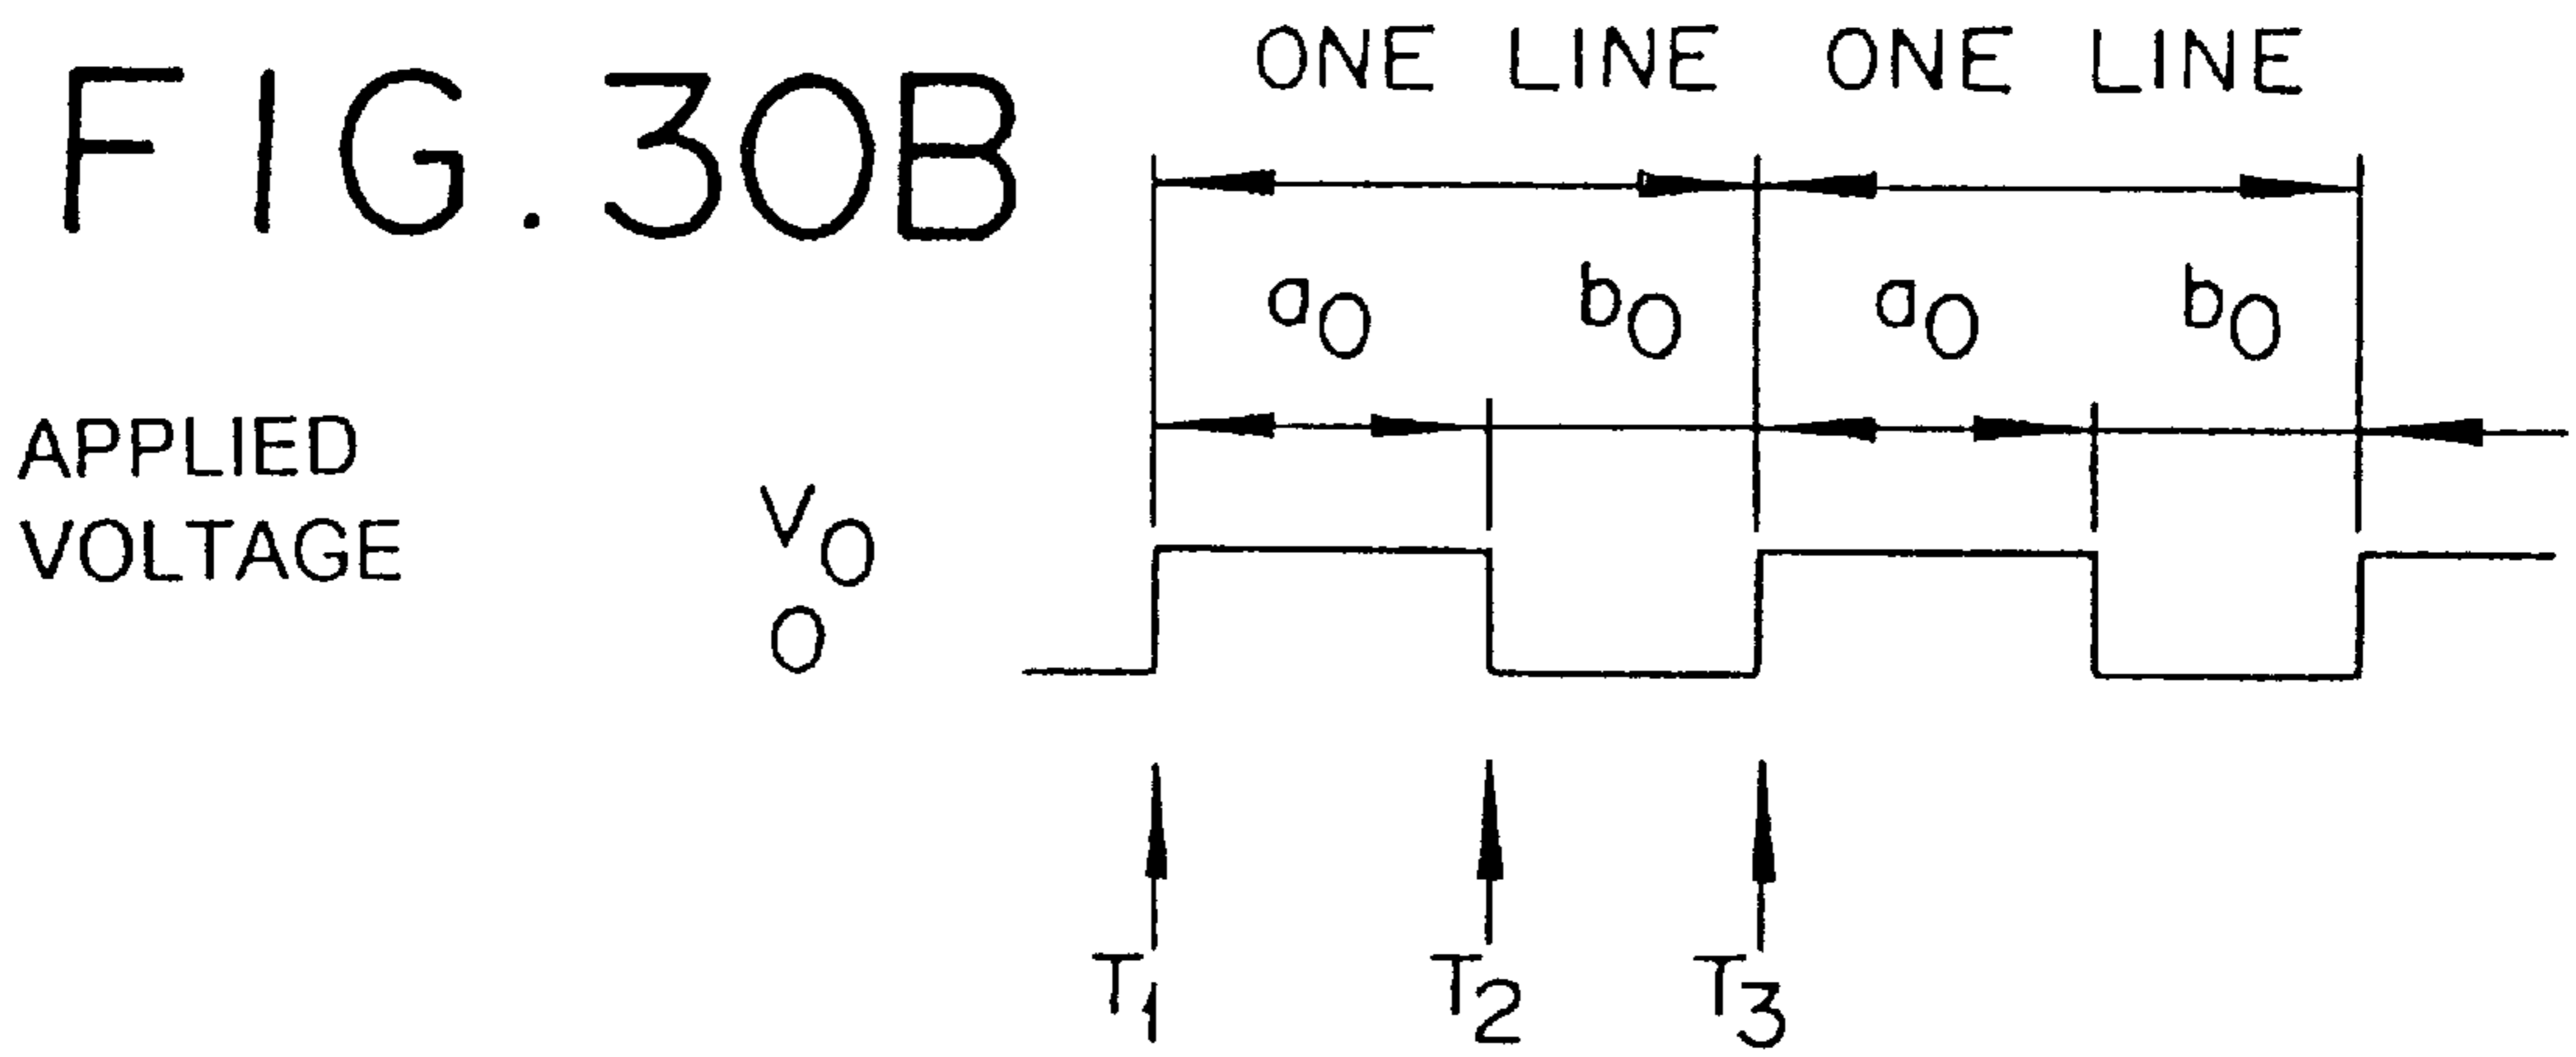 FIG. 30B
ONE LINE ONE LINE
a0 b0 a0 b0
APPLIED
VOLTAGE
V0
0
T1 T2 T3